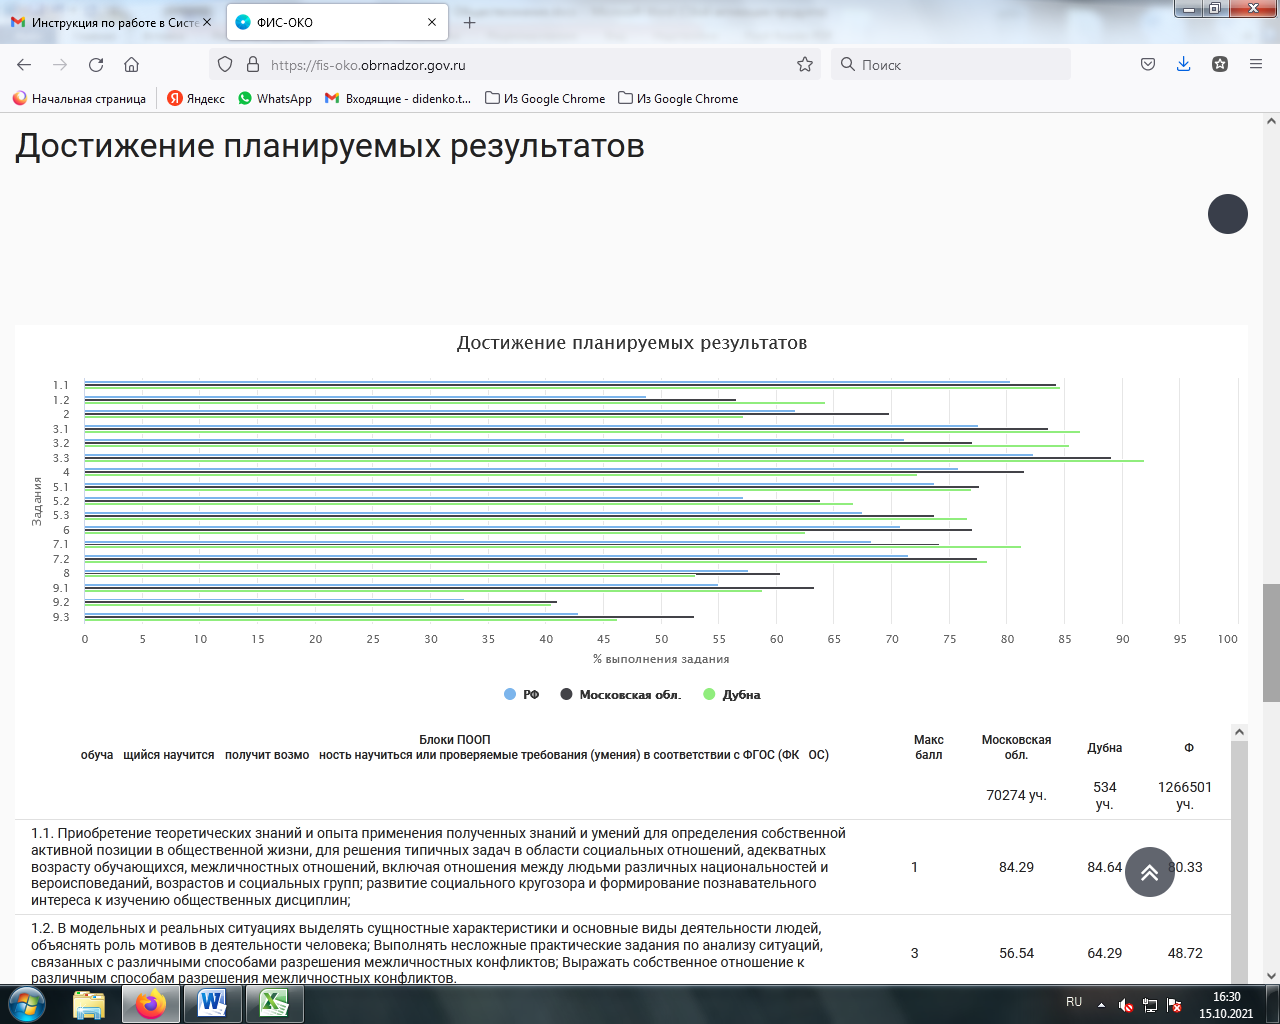 Инструкция по работе в Систе
ФИС-ОКО
https://fis-oko.obrnadzor.gov.ru
Поиск
Начальная страница
Яндекс
WhatsApp
Входящие - didenko.t...
Из Google Chrome
Из Google Chrome
Достижение планируемых результатов
Достижение планируемых результатов
Задания
1.1
1.2
2
3.1
3.2
3.3
4
5.1
5.2
5.3
6
7.1
7.2
8
9.1
9.2
9.3
0 5 10 15 20 25 30 35 40 45 50 55 60 65 70 75 80 85 90 95 100
% выполнения задания
РФ Московская обл. Дубна
Блоки ПООП
обуча щийся научится получит возмо ность научиться или проверяемые требования (умения) в соответствии с ФГОС (ФК ОС)
Макс
балл
Московская
обл.
Дубна
Ф
70274 уч.
534
уч.
1266501
уч.
1.1. Приобретение теоретических знаний и опыта применения полученных знаний и умений для определения собственной
активной позиции в общественной жизни, для решения типичных задач в области социальных отношений, адекватных
возрасту обучающихся, межличностных отношений, включая отношения между людьми различных национальностей и
вероисповеданий, возрастов и социальных групп; развитие социального кругозора и формирование познавательного
интереса к изучению общественных дисциплин;
1 84.29 84.64 80.33
1.2. В модельных и реальных ситуациях выделять сущностные характеристики и основные виды деятельности людей,
объяснять роль мотивов в деятельности человека; Выполнять несложные практические задания по анализу ситуаций,
связанных с различными способами разрешения межличностных конфликтов; Выражать собственное отношение к
различным способам разрешения межличностных конфликтов.
3 56.54 64.29 48.72
RU
16:30
15.10.2021